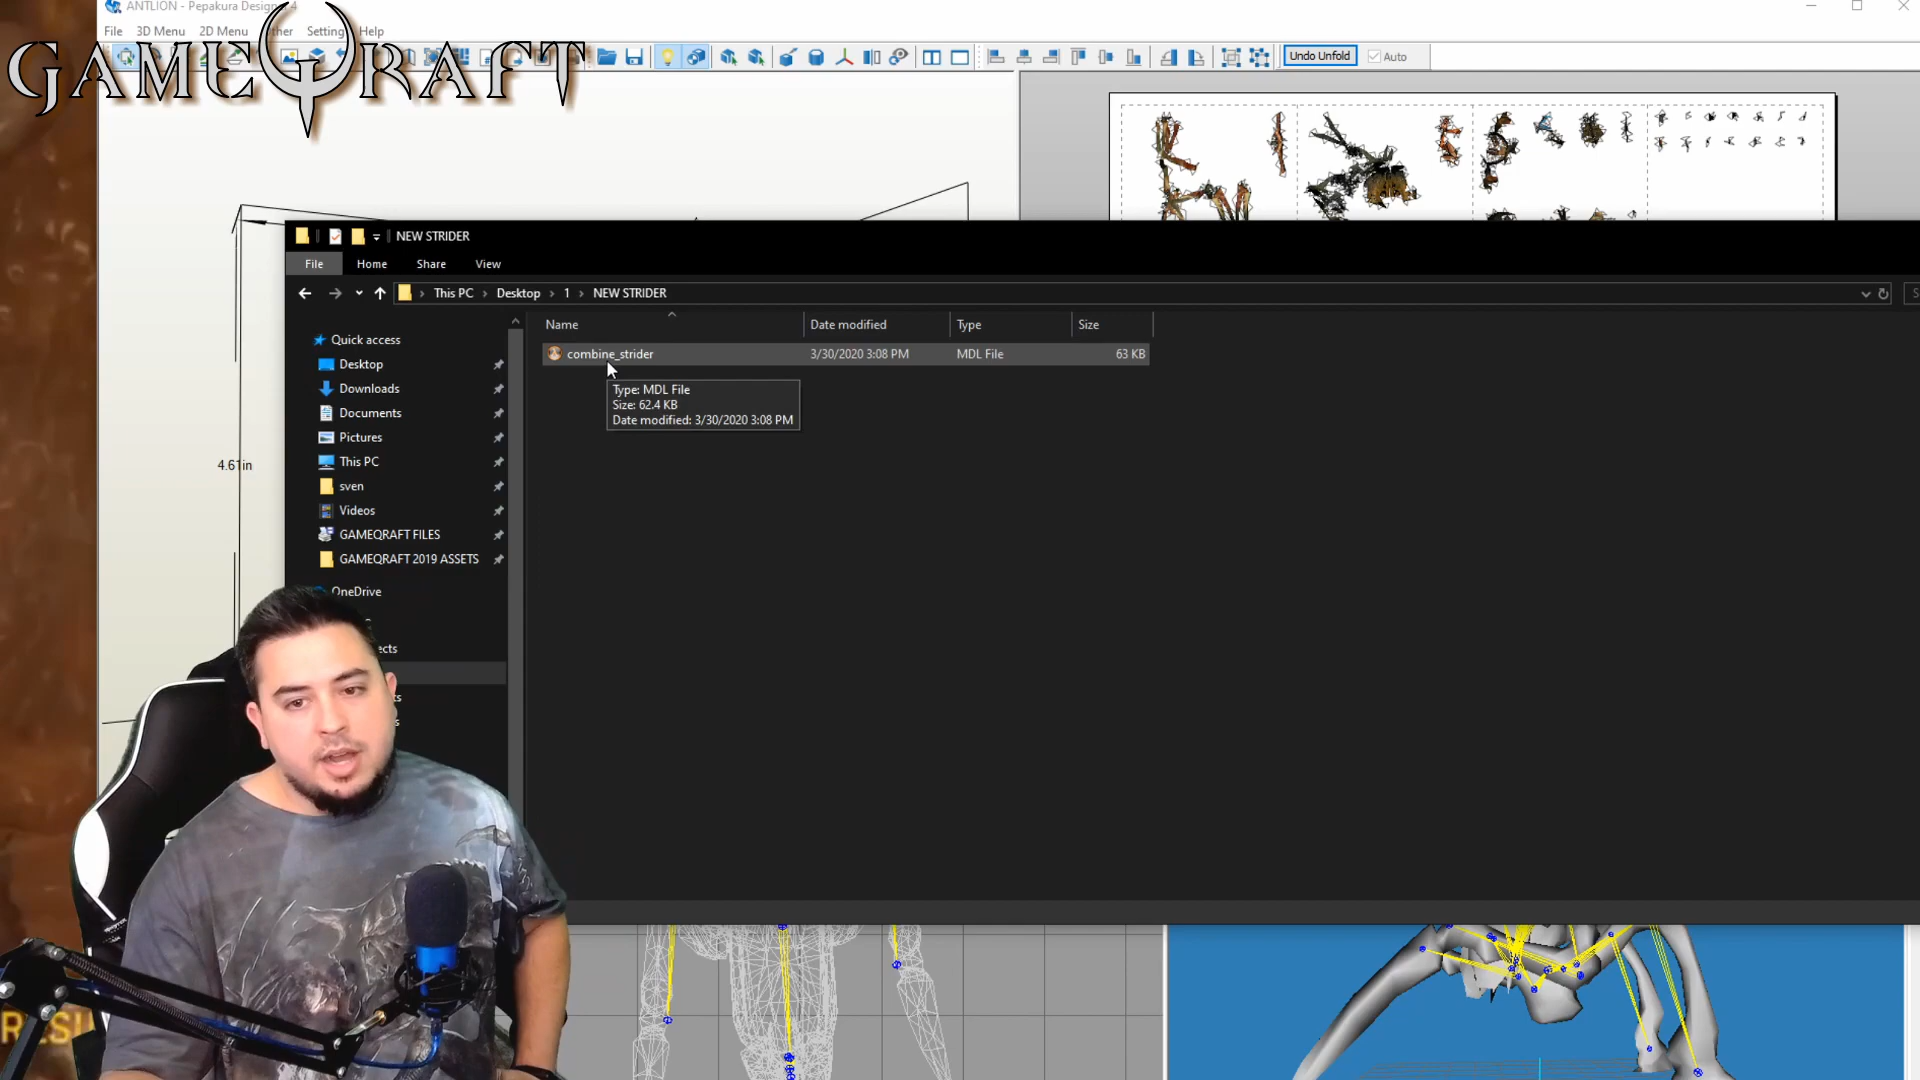 ANTLION - Pepakura Designer 4
File 3D Menu 2D Menu Other Setting Help
GAMEQRAFT
Undo Unfold Auto
NEW STRIDER
File Home Share View
This PC Desktop 1 NEW STRIDER
Name Date modified Type Size
combine_strider 3/30/2020 3:08 PM MDL File 63 KB
Type: MDL File
Size: 62.4 KB
Date modified: 3/30/2020 3:08 PM
Quick access
Desktop
Downloads
Documents
Pictures
This PC
sven
Videos
GAMEQRAFT FILES
GAMEQRAFT 2019 ASSETS
OneDrive
ects
ts
s
4.61in